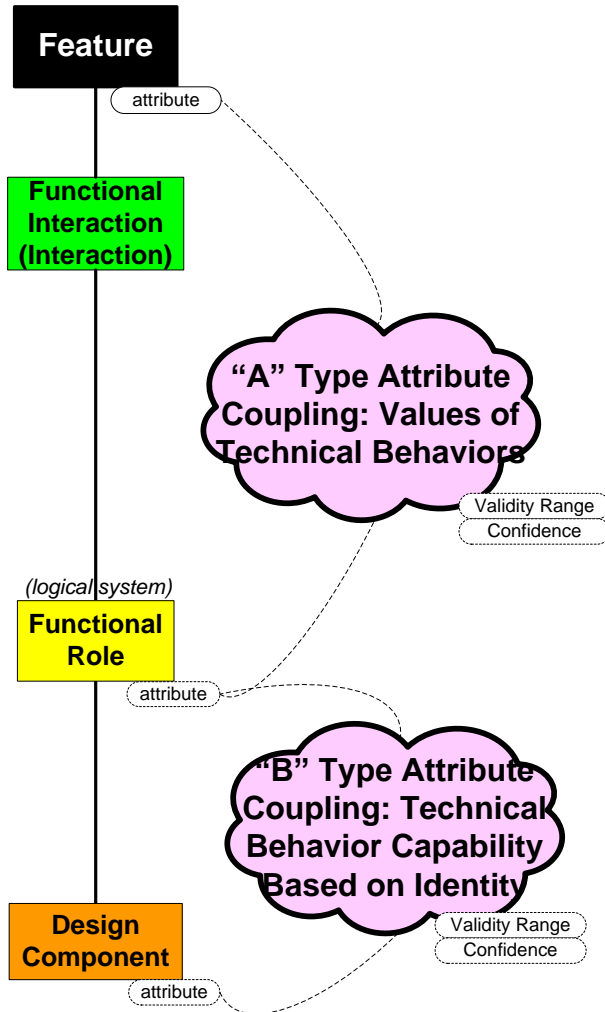 Feature
attribute
Functional
Interaction
(Interaction)
“A” Type Attribute
Coupling: Values of
Technical Behaviors
Validity Range
Confidence
(logical system)
Functional
Role
attribute
“B” Type Attribute
Coupling: Technical
Behavior Capability
Based on Identity
Design
Component
Validity Range
Confidence
attribute